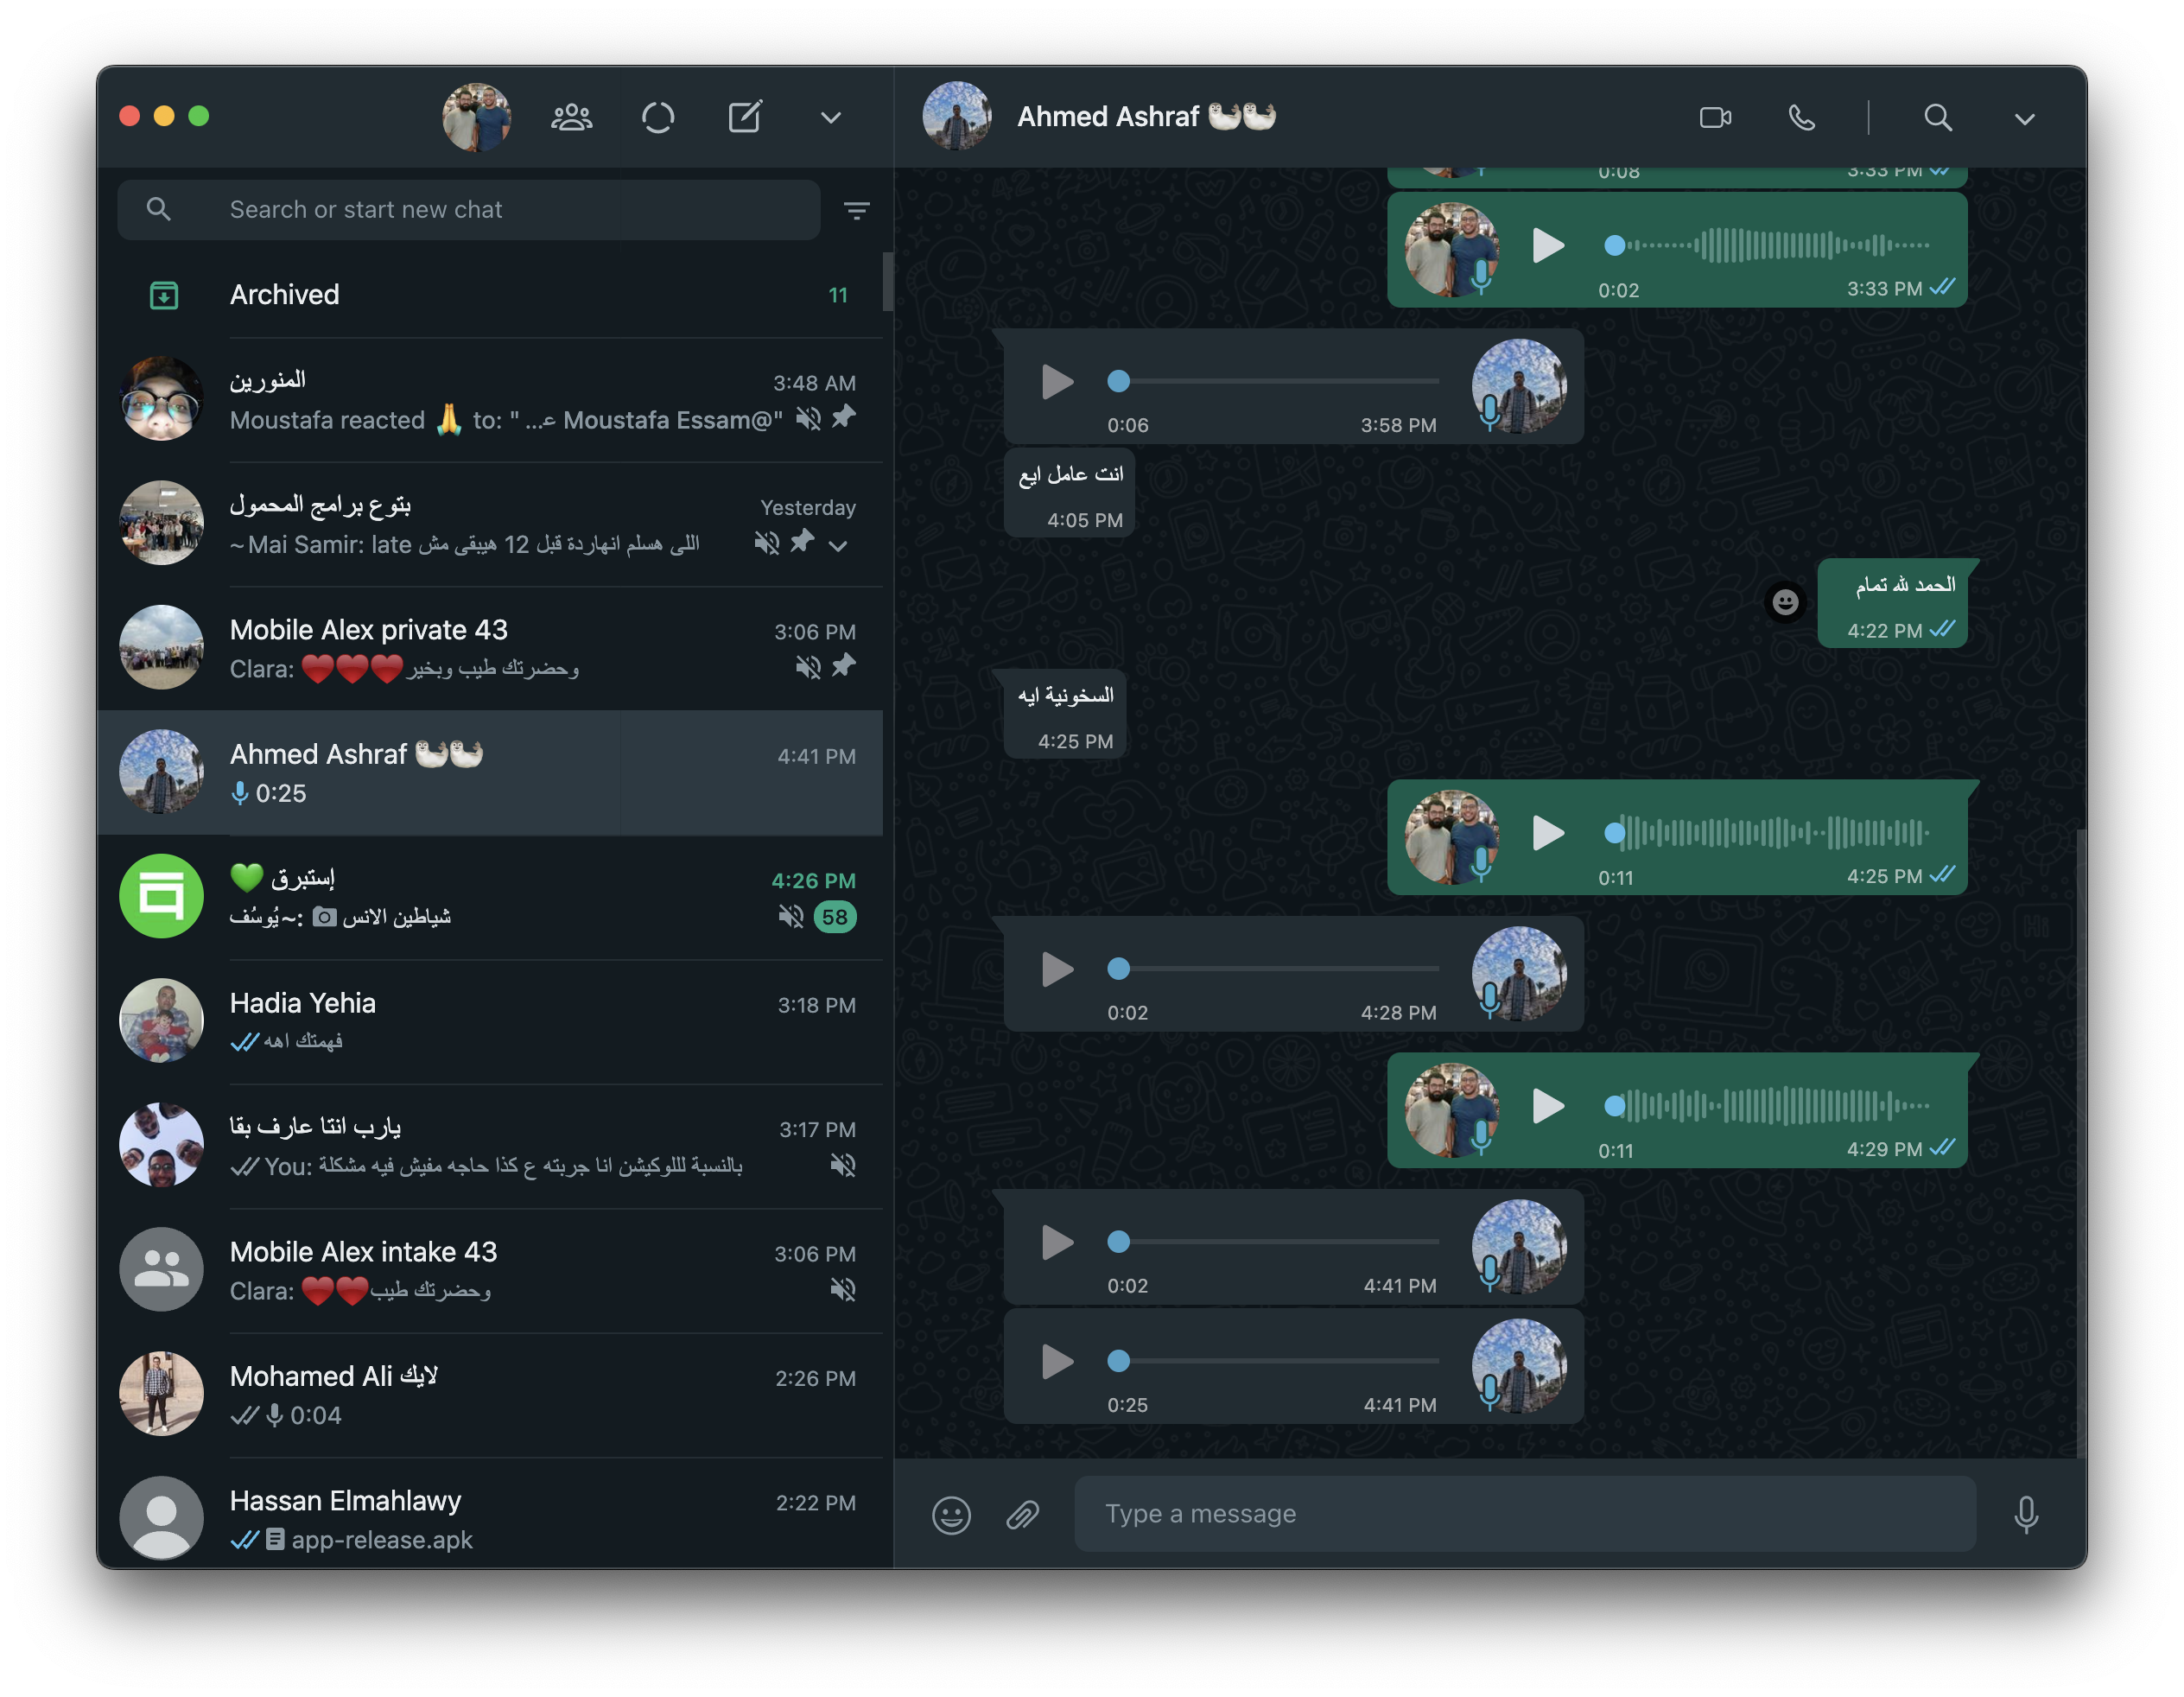 Search or start new chat
Archived
11
المنورين
3:48 AM
Moustafa reacted 🙏 to: " ...ع Moustafa Essam@"
بتوع برامج المحمول
Yesterday
~ Mai Samir: late اللى هسلم انهاردة قبل 12 هيبقى مش
Mobile Alex private 43
3:06 PM
Clara: ❤️❤️❤️وحضرتك طيب وبخير
Ahmed Ashraf 🦭🦭
4:41 PM
0:25
إستبرق 💚
4:26 PM
~يُوسُف: 📷 شياطين الانس
58
Hadia Yehia
3:18 PM
فهمتك اهه
يارب انتا عارف بقا
3:17 PM
You: بالنسبة لللوكيشن انا جربته ع كذا حاجه مفيش فيه مشكلة
Mobile Alex intake 43
3:06 PM
Clara: ❤️❤️وحضرتك طيب
Mohamed Ali لايك
2:26 PM
0:04
Hassan Elmahlawy
2:22 PM
app-release.apk
Ahmed Ashraf 🦭🦭
0:08 3:33 PM
0:02 3:33 PM
0:06 3:58 PM
انت عامل ايع
4:05 PM
الحمد لله تمام
4:22 PM
السخونية ايه
4:25 PM
0:11 4:25 PM
0:02 4:28 PM
0:11 4:29 PM
0:02 4:41 PM
0:25 4:41 PM
Type a message